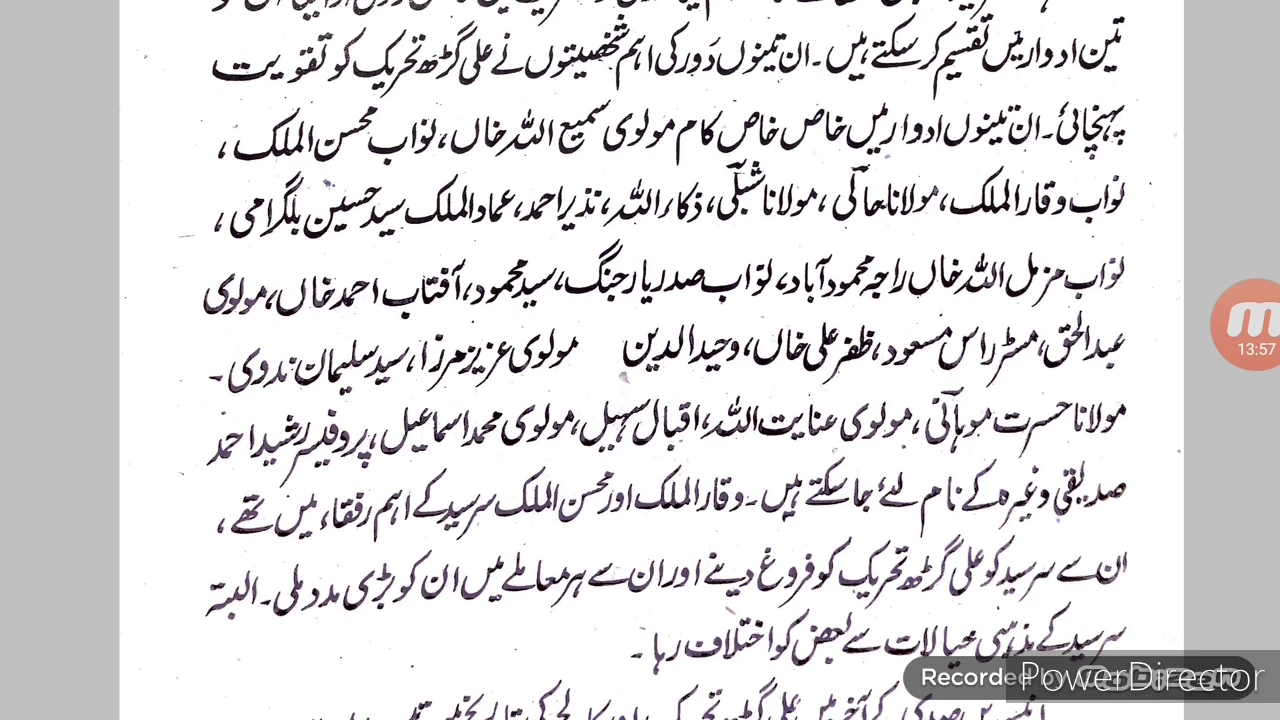 تین ادوار میں تقسیم کر سکتے ہیں۔ ان تینوں دَور کی اہم شخصیتوں نے علی گڑھ تحریک کو تقویت
پہنچائی۔ ان تینوں ادوار میں خاص خاص کام مولوی سمیع اللہ خاں، نواب محسن الملک،
نواب وقار الملک، مولانا حالی، مولانا شبلی، ذکاء اللہ، نذیر احمد، عماد الملک سید حسین بلگرامی،
نواب مزمل اللہ خاں راجہ محمود آباد، نواب صدر یار جنگ، سید محمود، آفتاب احمد خاں، مولوی
عبدالحق، مسٹر راس مسعود، ظفر علی خاں، وحید الدین مولوی عزیز مرزا، سید سلیمان ندوی۔
مولانا حسرت موہانی، مولوی عنایت اللہ، اقبال سہیل، مولوی محمد اسماعیل، پروفیسر رشید احمد
صدیقی وغیرہ کے نام لئے جا سکتے ہیں۔ وقار الملک اور محسن الملک سرسید کے اہم رفقاء میں تھے،
ان سے سرسید کو علی گڑھ تحریک کو فروغ دینے اور ان سے ہر معاملے میں ان کو بڑی مدد ملی۔ البتہ
سرسید کے مذہبی خیالات سے بعض کو اختلاف رہا۔
13:57
Recorded by
PowerDirector